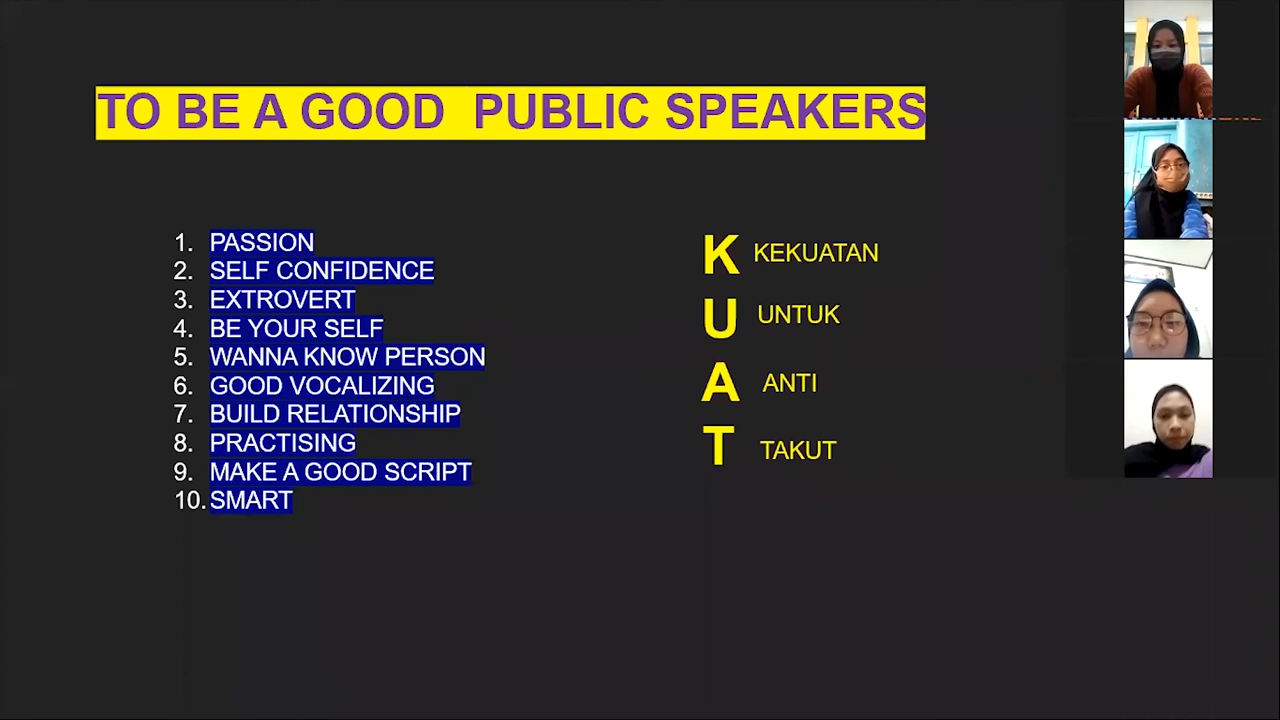 TO BE A GOOD PUBLIC SPEAKERS
1. PASSION
2. SELF CONFIDENCE
3. EXTROVERT
4. BE YOUR SELF
5. WANNA KNOW PERSON
6. GOOD VOCALIZING
7. BUILD RELATIONSHIP
8. PRACTISING
9. MAKE A GOOD SCRIPT
10. SMART
K KEKUATAN
U UNTUK
A ANTI
T TAKUT